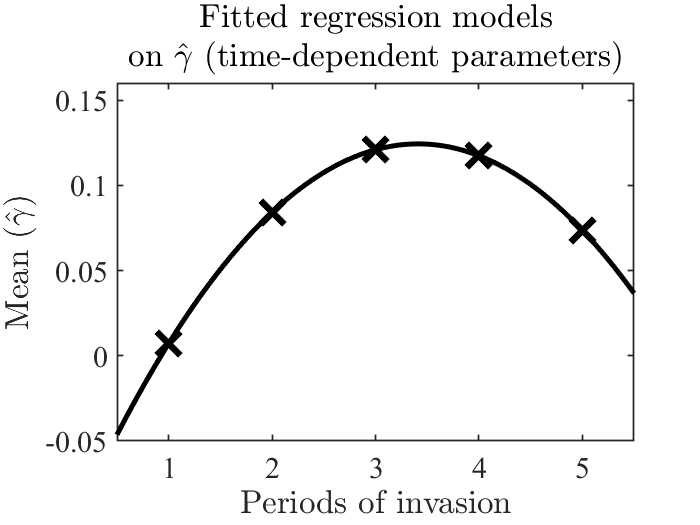 Fitted regression models
on γ̂ (time-dependent parameters)
0.15
0.1
0.05
0
-0.05
Mean (γ̂)
1 2 3 4 5
Periods of invasion